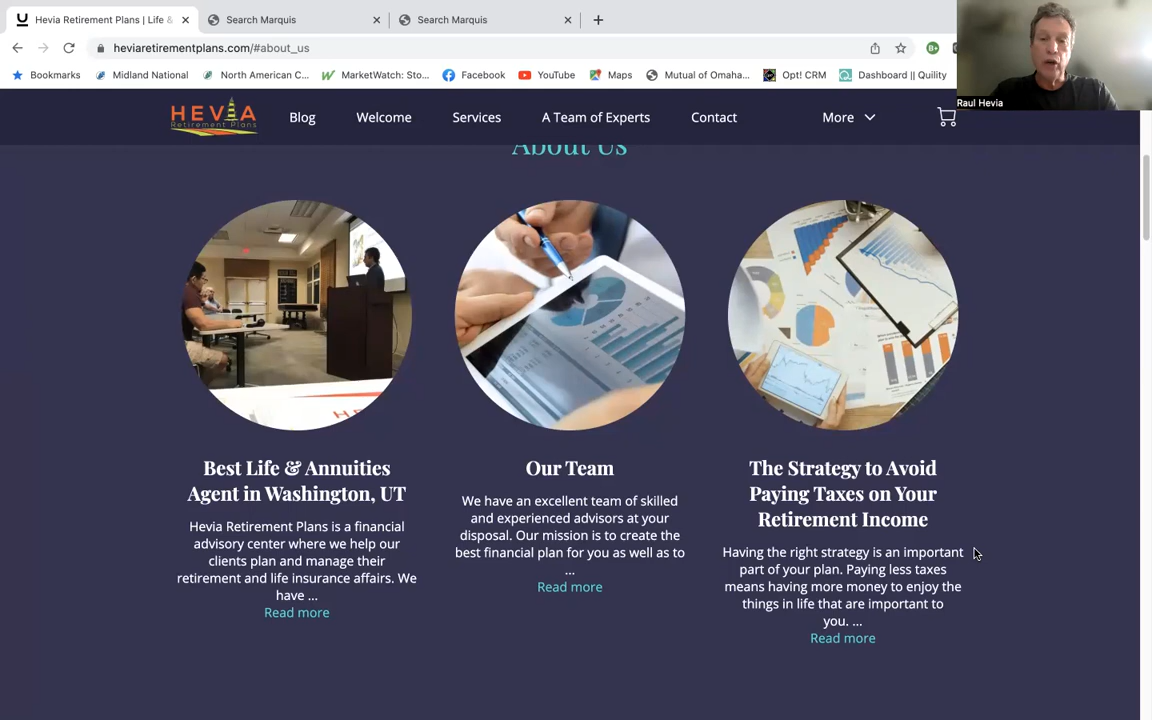 Hevia Retirement Plans | Life &
Search Marquis
Search Marquis
heviaretirementplans.com/#about_us
Bookmarks
Midland National
North American C...
MarketWatch: Sto...
Facebook
YouTube
Maps
Mutual of Omaha...
Opt! CRM
Dashboard || Quility
Raul Hevia
HEVIA
Retirement Plans
Blog
Welcome
Services
A Team of Experts
Contact
More
About Us
Best Life & Annuities
Agent in Washington, UT
Hevia Retirement Plans is a financial
advisory center where we help our
clients plan and manage their
retirement and life insurance affairs. We
have ...
Read more
Our Team
We have an excellent team of skilled
and experienced advisors at your
disposal. Our mission is to create the
best financial plan for you as well as to
...
Read more
The Strategy to Avoid
Paying Taxes on Your
Retirement Income
Having the right strategy is an important
part of your plan. Paying less taxes
means having more money to enjoy the
things in life that are important to
you. ...
Read more